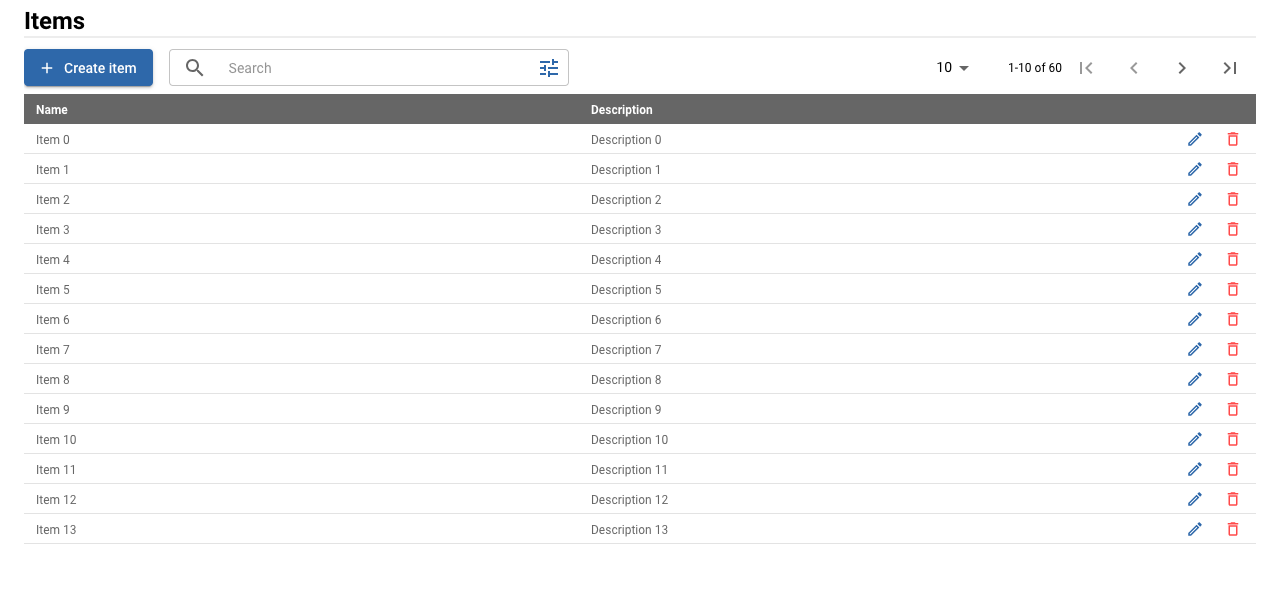 Items
Create item
Search
10
1-10 of 60
Name Description
Item 0 Description 0
Item 1 Description 1
Item 2 Description 2
Item 3 Description 3
Item 4 Description 4
Item 5 Description 5
Item 6 Description 6
Item 7 Description 7
Item 8 Description 8
Item 9 Description 9
Item 10 Description 10
Item 11 Description 11
Item 12 Description 12
Item 13 Description 13